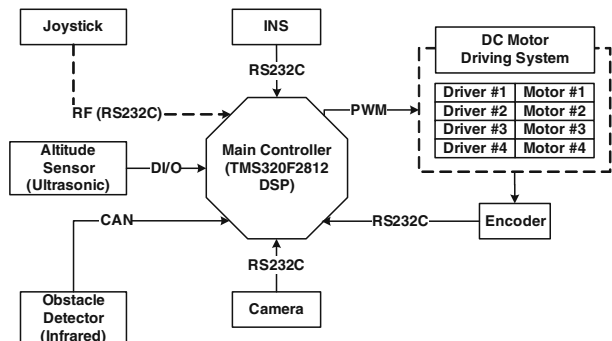 Joystick
INS
DC Motor
Driving System
RS232C
RF (RS232C)
PWM
Driver #1 Motor #1
Driver #2 Motor #2
Driver #3 Motor #3
Driver #4 Motor #4
Altitude
Sensor
(Ultrasonic)
DI/O
Main Controller
(TMS320F2812
DSP)
CAN
RS232C
Encoder
RS232C
Obstacle
Detector
(Infrared)
Camera